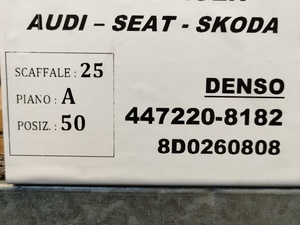 AUDI – SEAT - SKODA
SCAFFALE : 25
PIANO : A
POSIZ. : 50
DENSO
447220-8182
8D0260808